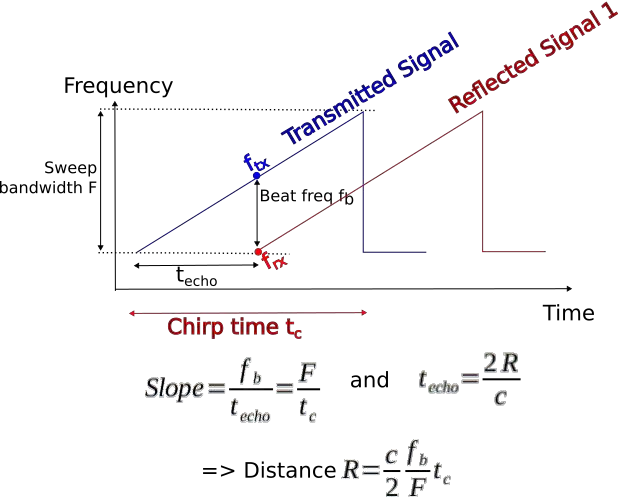 Reflected Signal 1
Transmitted Signal
Frequency
f_tx
Sweep
bandwidth F
Beat freq f_b
f_rx
t_echo
Time
Chirp time t_c
Slope = f_b / t_echo = F / t_c and t_echo = 2 R / c
=> Distance R = c / 2 f_b / F t_c